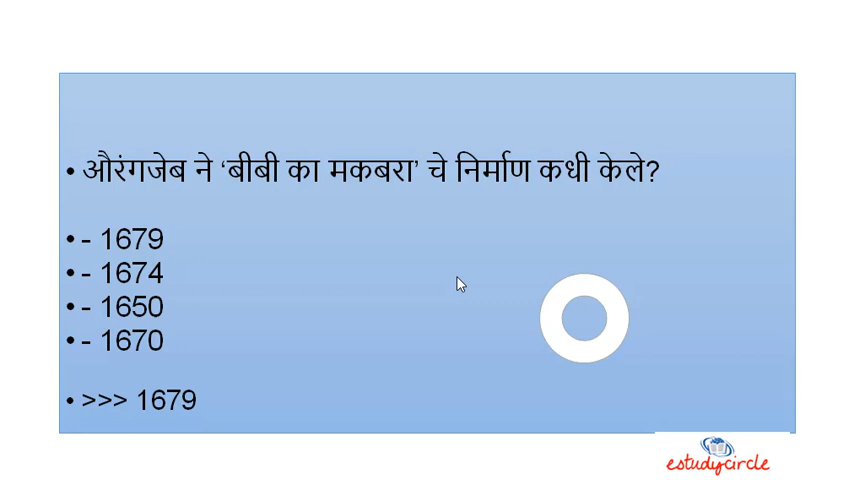 • औरंगजेब ने ‘बीबी का मकबरा’ चे निर्माण कधी केले?
• - 1679
• - 1674
• - 1650
• - 1670
• >>> 1679
estudycircle